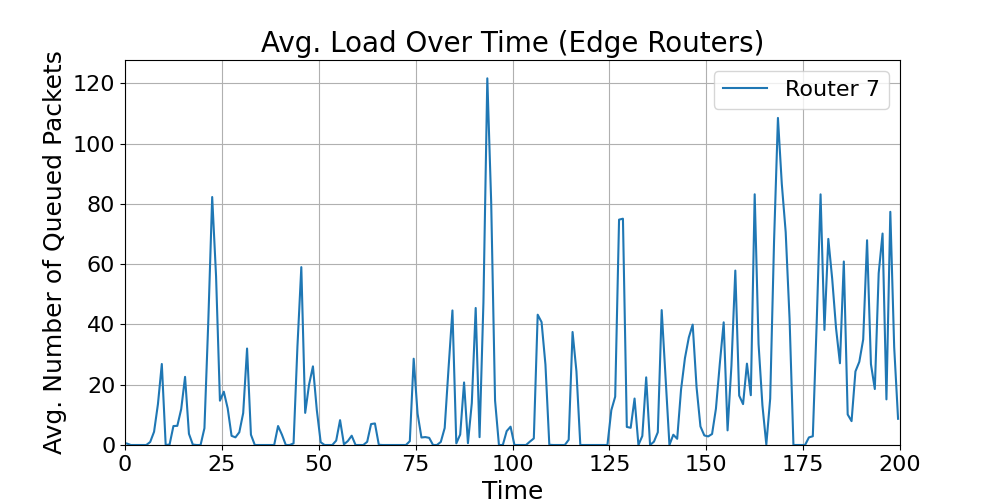 Avg. Load Over Time (Edge Routers)
Avg. Number of Queued Packets
120
100
80
60
40
20
0
Router 7
0 25 50 75 100 125 150 175 200
Time